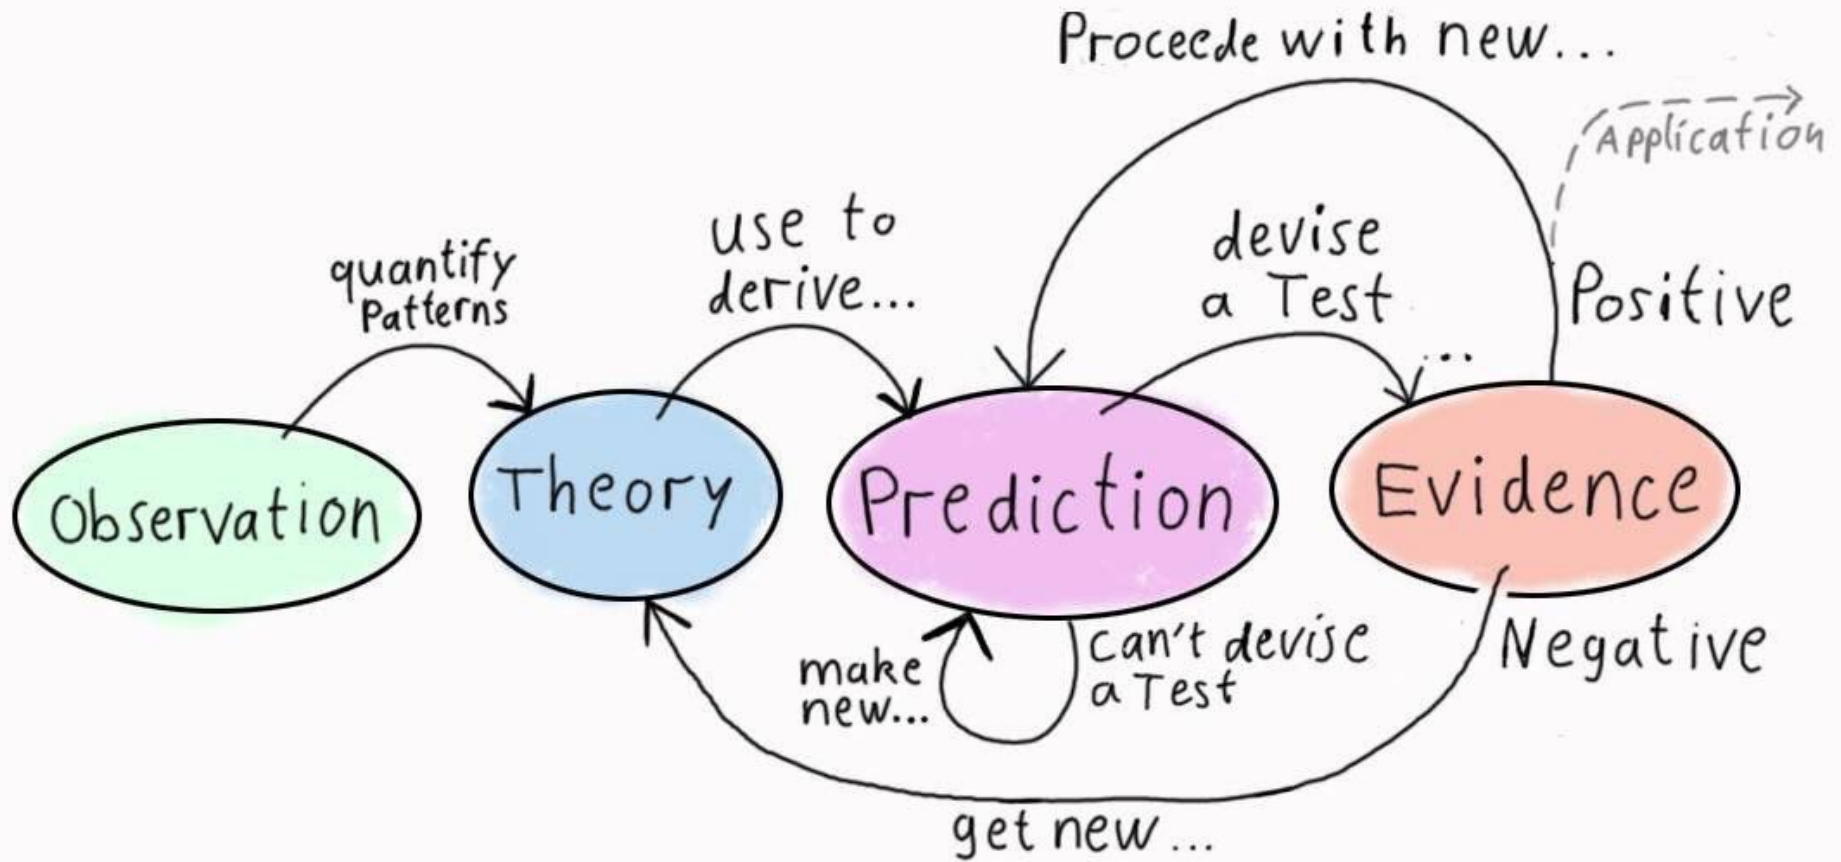 Proceede with new...
Application
use to
derive...
devise
a Test
...
quantify
Patterns
Positive
Observation
Theory
Prediction
Evidence
make
new...
can't devise
a Test
Negative
get new...